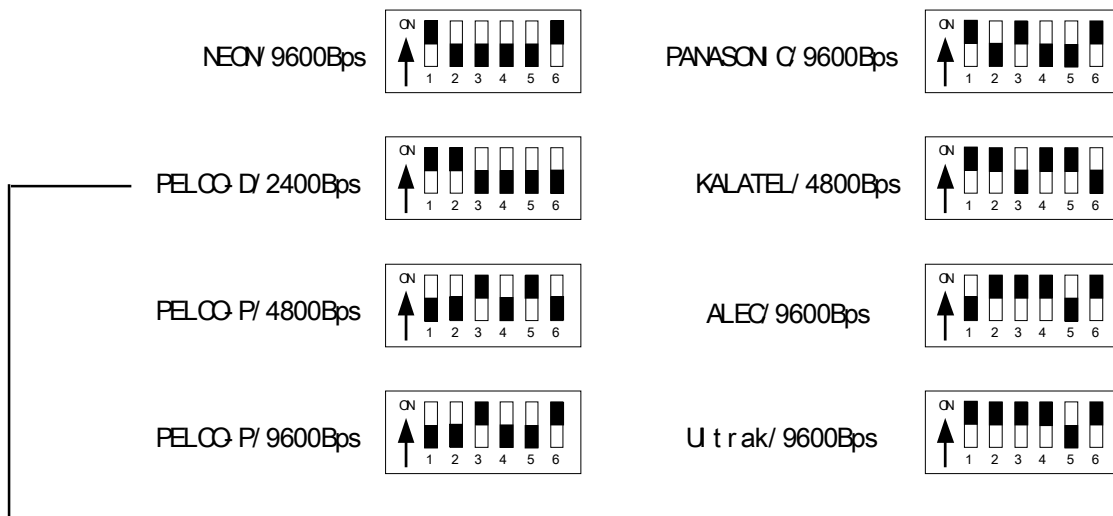 NEON/ 9600Bps ON 1 2 3 4 5 6
PANASONI C/ 9600Bps ON 1 2 3 4 5 6
PELCO-D/ 2400Bps ON 1 2 3 4 5 6
KALATEL/ 4800Bps ON 1 2 3 4 5 6
PELCO-P/ 4800Bps ON 1 2 3 4 5 6
ALEC/ 9600Bps ON 1 2 3 4 5 6
PELCO-P/ 9600Bps ON 1 2 3 4 5 6
Ul t r ak/ 9600Bps ON 1 2 3 4 5 6